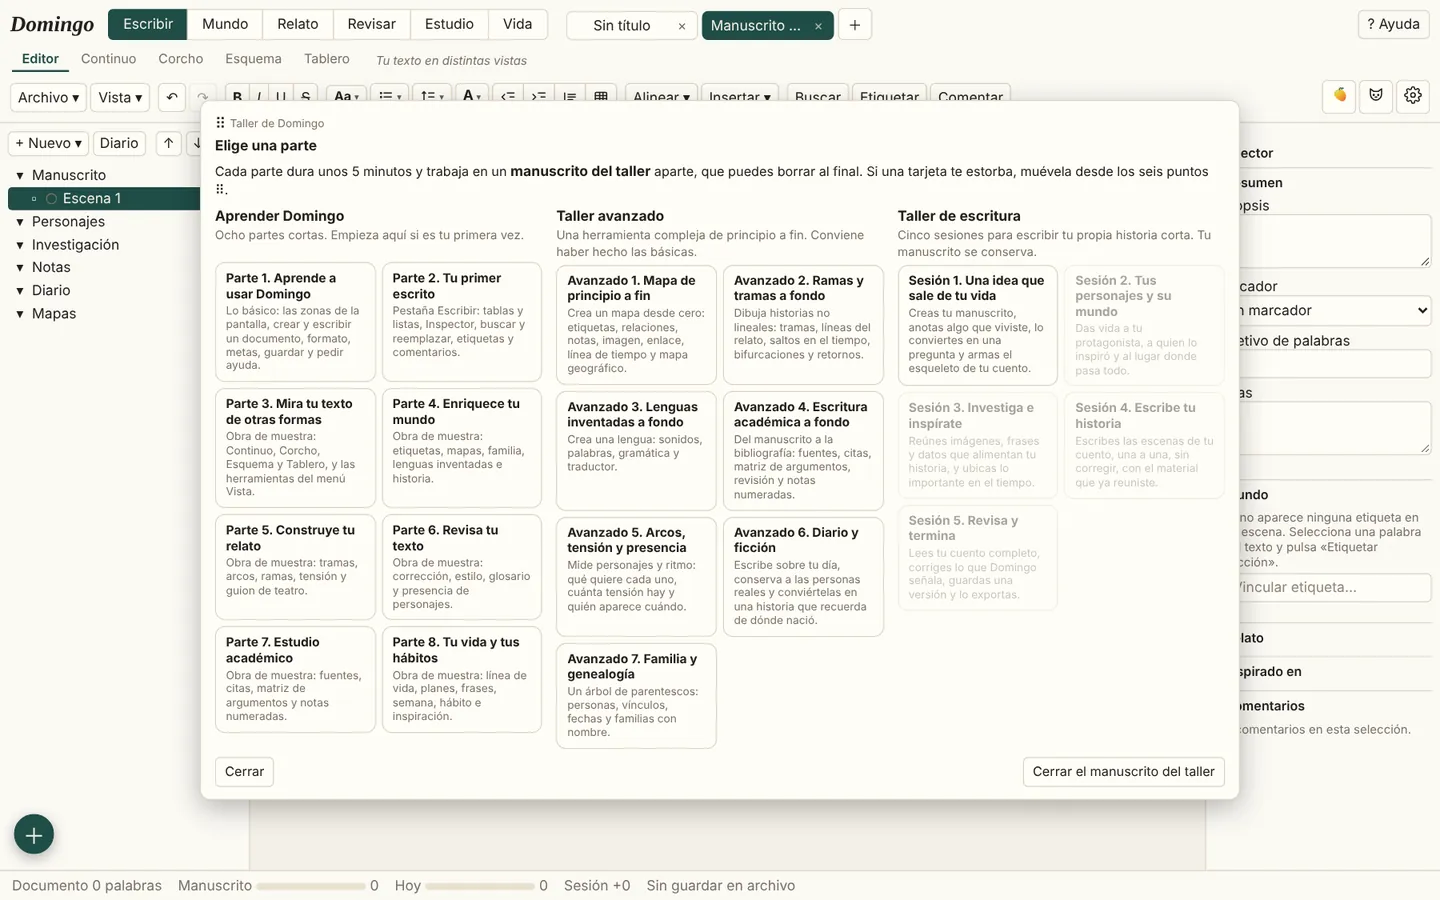 Domingo
Escribir
Mundo
Relato
Revisar
Estudio
Vida
Sin título ×
Manuscrito ... ×
+
? Ayuda
Editor
Continuo
Corcho
Esquema
Tablero
Tu texto en distintas vistas
Archivo ▾
Vista ▾
B I U S
Aa
A
Alinear ▾
Insertar ▾
Buscar
Etiquetar
Comentar
+ Nuevo ▾
Diario
Manuscrito
Escena 1
Personajes
Investigación
Notas
Diario
Mapas
Taller de Domingo
Elige una parte
Cada parte dura unos 5 minutos y trabaja en un manuscrito del taller aparte, que puedes borrar al final. Si una tarjeta te estorba, muévela desde los seis puntos
⠿.
Aprender Domingo
Ocho partes cortas. Empieza aquí si es tu primera vez.
Parte 1. Aprende a
usar Domingo
Lo básico: las zonas de la
pantalla, crear y escribir
un documento, formato,
metas, guardar y pedir
ayuda.
Parte 2. Tu primer
escrito
Pestaña Escribir: tablas y
listas, Inspector, buscar y
reemplazar, etiquetas y
comentarios.
Parte 3. Mira tu texto
de otras formas
Obra de muestra:
Continuo, Corcho,
Esquema y Tablero, y las
herramientas del menú
Vista.
Parte 4. Enriquece tu
mundo
Obra de muestra:
etiquetas, mapas, familia,
lenguas inventadas e
historia.
Parte 5. Construye tu
relato
Obra de muestra: tramas,
arcos, ramas, tensión y
guion de teatro.
Parte 6. Revisa tu
texto
Obra de muestra:
corrección, estilo, glosario
y presencia de
personajes.
Parte 7. Estudio
académico
Obra de muestra: fuentes,
citas, matriz de
argumentos y notas
numeradas.
Parte 8. Tu vida y tus
hábitos
Obra de muestra: línea de
vida, planes, frases,
semana, hábito e
inspiración.
Taller avanzado
Una herramienta compleja de principio a fin. Conviene
haber hecho las básicas.
Avanzado 1. Mapa de
principio a fin
Crea un mapa desde cero:
etiquetas, relaciones,
notas, imagen, enlace,
línea de tiempo y mapa
geográfico.
Avanzado 2. Ramas y
tramas a fondo
Dibuja historias no
lineales: tramas, líneas del
relato, saltos en el tiempo,
bifurcaciones y retornos.
Avanzado 3. Lenguas
inventadas a fondo
Crea una lengua: sonidos,
palabras, gramática y
traductor.
Avanzado 4. Escritura
académica a fondo
Del manuscrito a la
bibliografía: fuentes, citas,
matriz de argumentos,
revisión y notas
numeradas.
Avanzado 5. Arcos,
tensión y presencia
Mide personajes y ritmo:
qué quiere cada uno,
cuánta tensión hay y
quién aparece cuándo.
Avanzado 6. Diario y
ficción
Escribe sobre tu día,
conserva a las personas
reales y conviértelas en
una historia que recuerda
de dónde nació.
Avanzado 7. Familia y
genealogía
Un árbol de parentescos:
personas, vínculos,
fechas y familias con
nombre.
Taller de escritura
Cinco sesiones para escribir tu propia historia corta. Tu
manuscrito se conserva.
Sesión 1. Una idea que
sale de tu vida
Creas tu manuscrito,
anotas algo que viviste, lo
conviertes en una
pregunta y armas el
esqueleto de tu cuento.
Sesión 2. Tus
personajes y su
mundo
Das vida a tu
protagonista, a quien lo
inspiró y al lugar donde
pasa todo.
Sesión 3. Investiga e
inspírate
Reúnes imágenes, frases
y datos que alimentan tu
historia, y ubicas lo
importante en el tiempo.
Sesión 4. Escribe tu
historia
Escribes las escenas de tu
cuento, una a una, sin
corregir, con el material
que ya reuniste.
Sesión 5. Revisa y
termina
Lees tu cuento completo,
corriges lo que Domingo
señala, guardas una
versión y lo exportas.
Cerrar
Cerrar el manuscrito del taller
ector
sumen
opsis
cador
n marcador
etivo de palabras
as
undo
no aparece ninguna etiqueta en
escena. Selecciona una palabra
l texto y pulsa «Etiquetar
cción».
Vincular etiqueta...
lato
spirado en
omentarios
comentarios en esta selección.
+
Documento 0 palabras
Manuscrito 0
Hoy 0
Sesión +0
Sin guardar en archivo